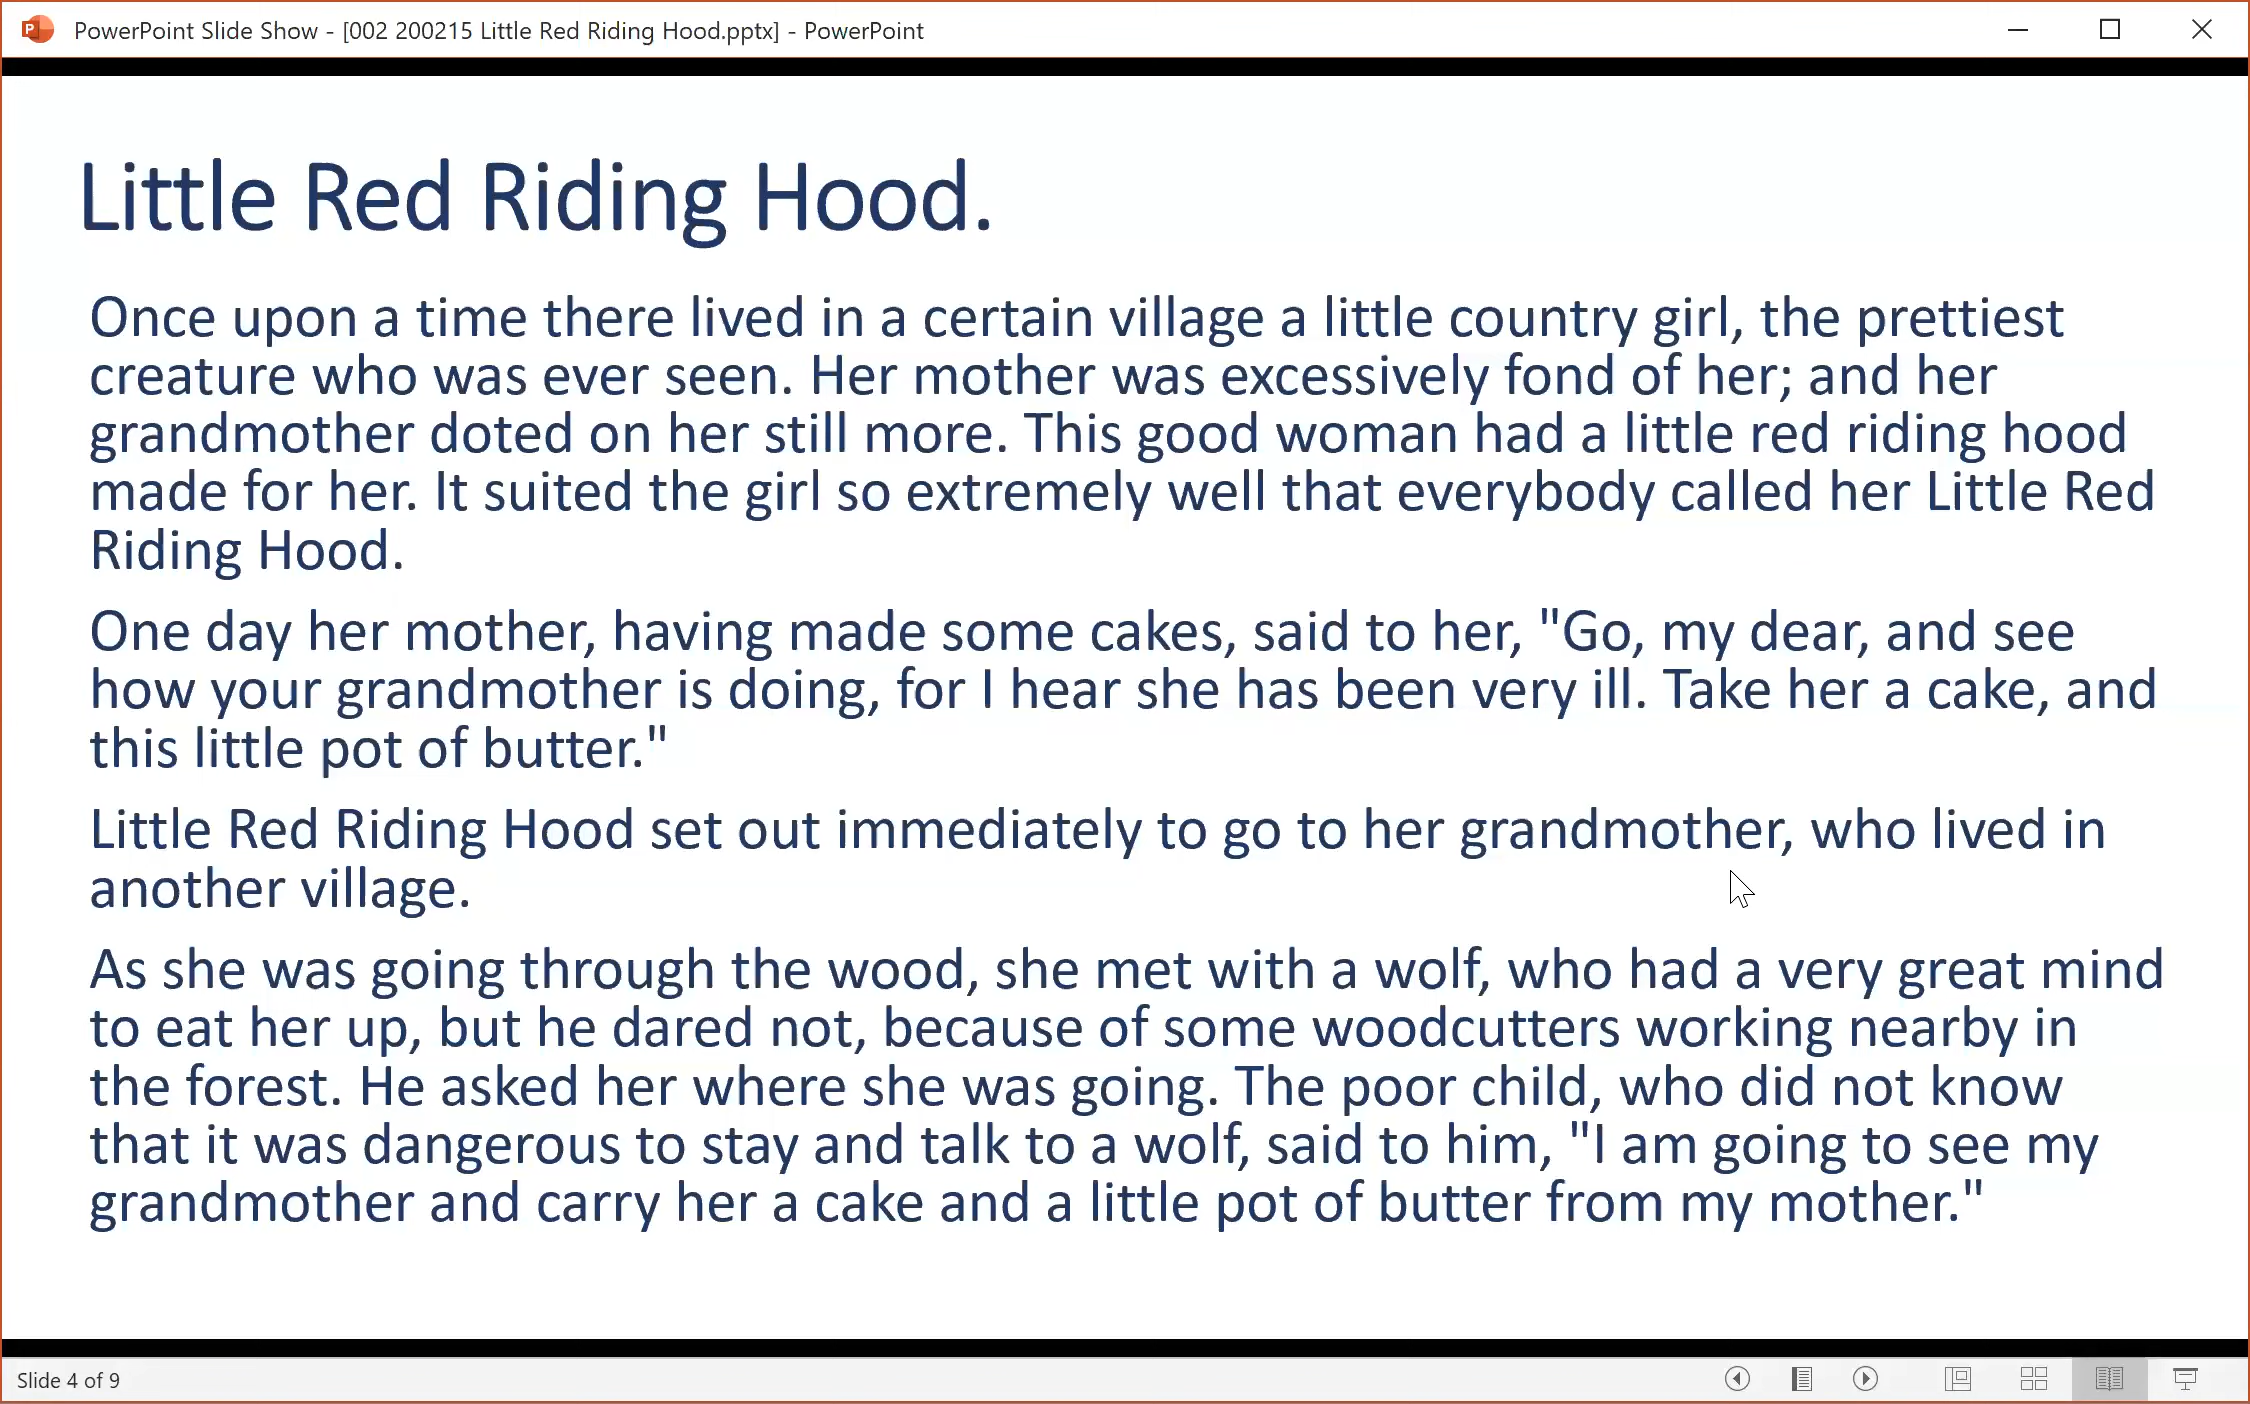 PowerPoint Slide Show - [002 200215 Little Red Riding Hood.pptx] - PowerPoint
Little Red Riding Hood.
Once upon a time there lived in a certain village a little country girl, the prettiest
creature who was ever seen. Her mother was excessively fond of her; and her
grandmother doted on her still more. This good woman had a little red riding hood
made for her. It suited the girl so extremely well that everybody called her Little Red
Riding Hood.
One day her mother, having made some cakes, said to her, "Go, my dear, and see
how your grandmother is doing, for I hear she has been very ill. Take her a cake, and
this little pot of butter."
Little Red Riding Hood set out immediately to go to her grandmother, who lived in
another village.
As she was going through the wood, she met with a wolf, who had a very great mind
to eat her up, but he dared not, because of some woodcutters working nearby in
the forest. He asked her where she was going. The poor child, who did not know
that it was dangerous to stay and talk to a wolf, said to him, "I am going to see my
grandmother and carry her a cake and a little pot of butter from my mother."
Slide 4 of 9